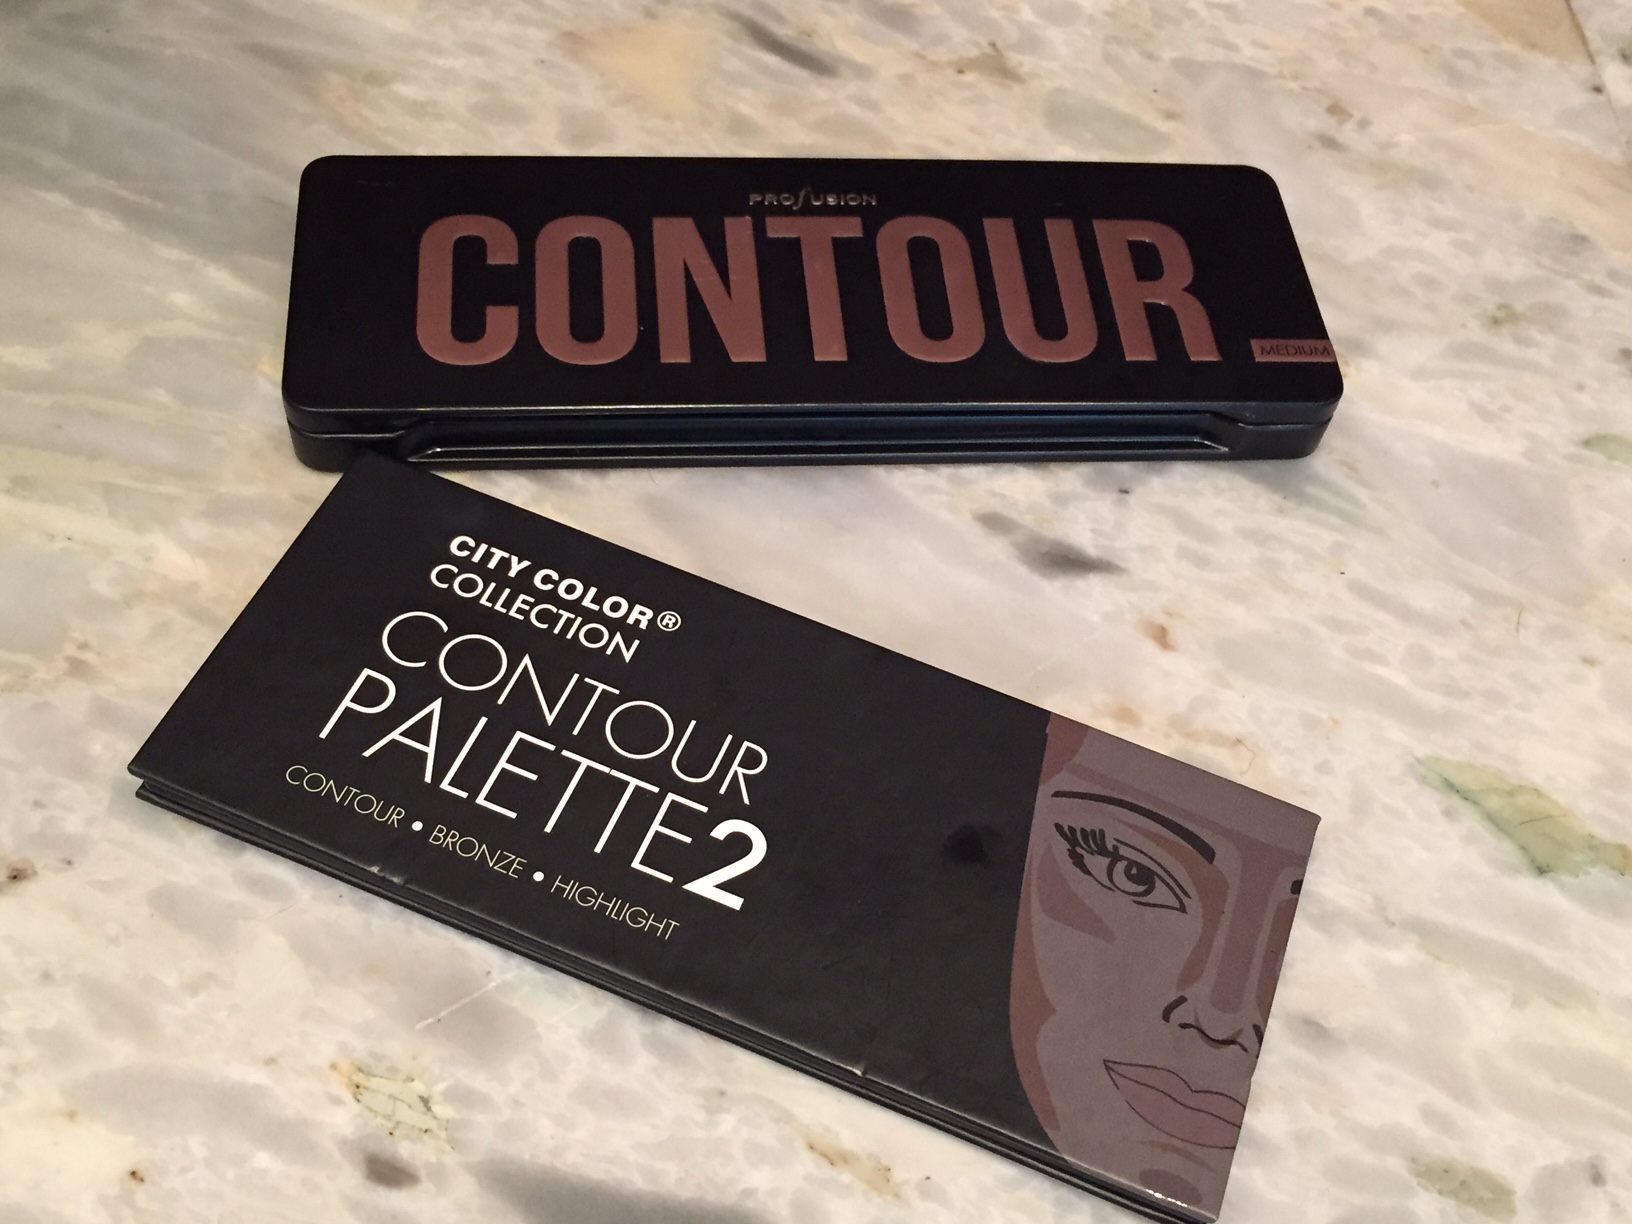 PROFUSION
CONTOUR
MEDIUM
CITY COLOR®
COLLECTION
CONTOUR
PALETTE2
CONTOUR • BRONZE • HIGHLIGHT